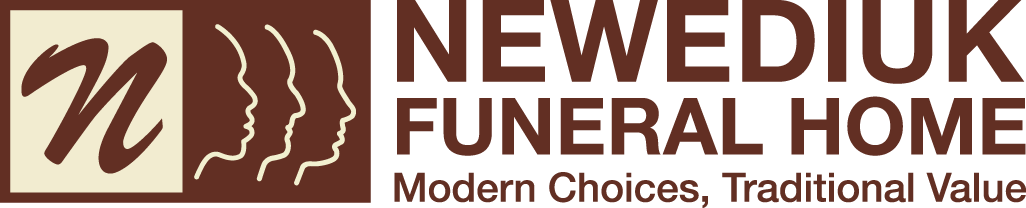 n
NEWEDIUK
FUNERAL HOME
Modern Choices, Traditional Value